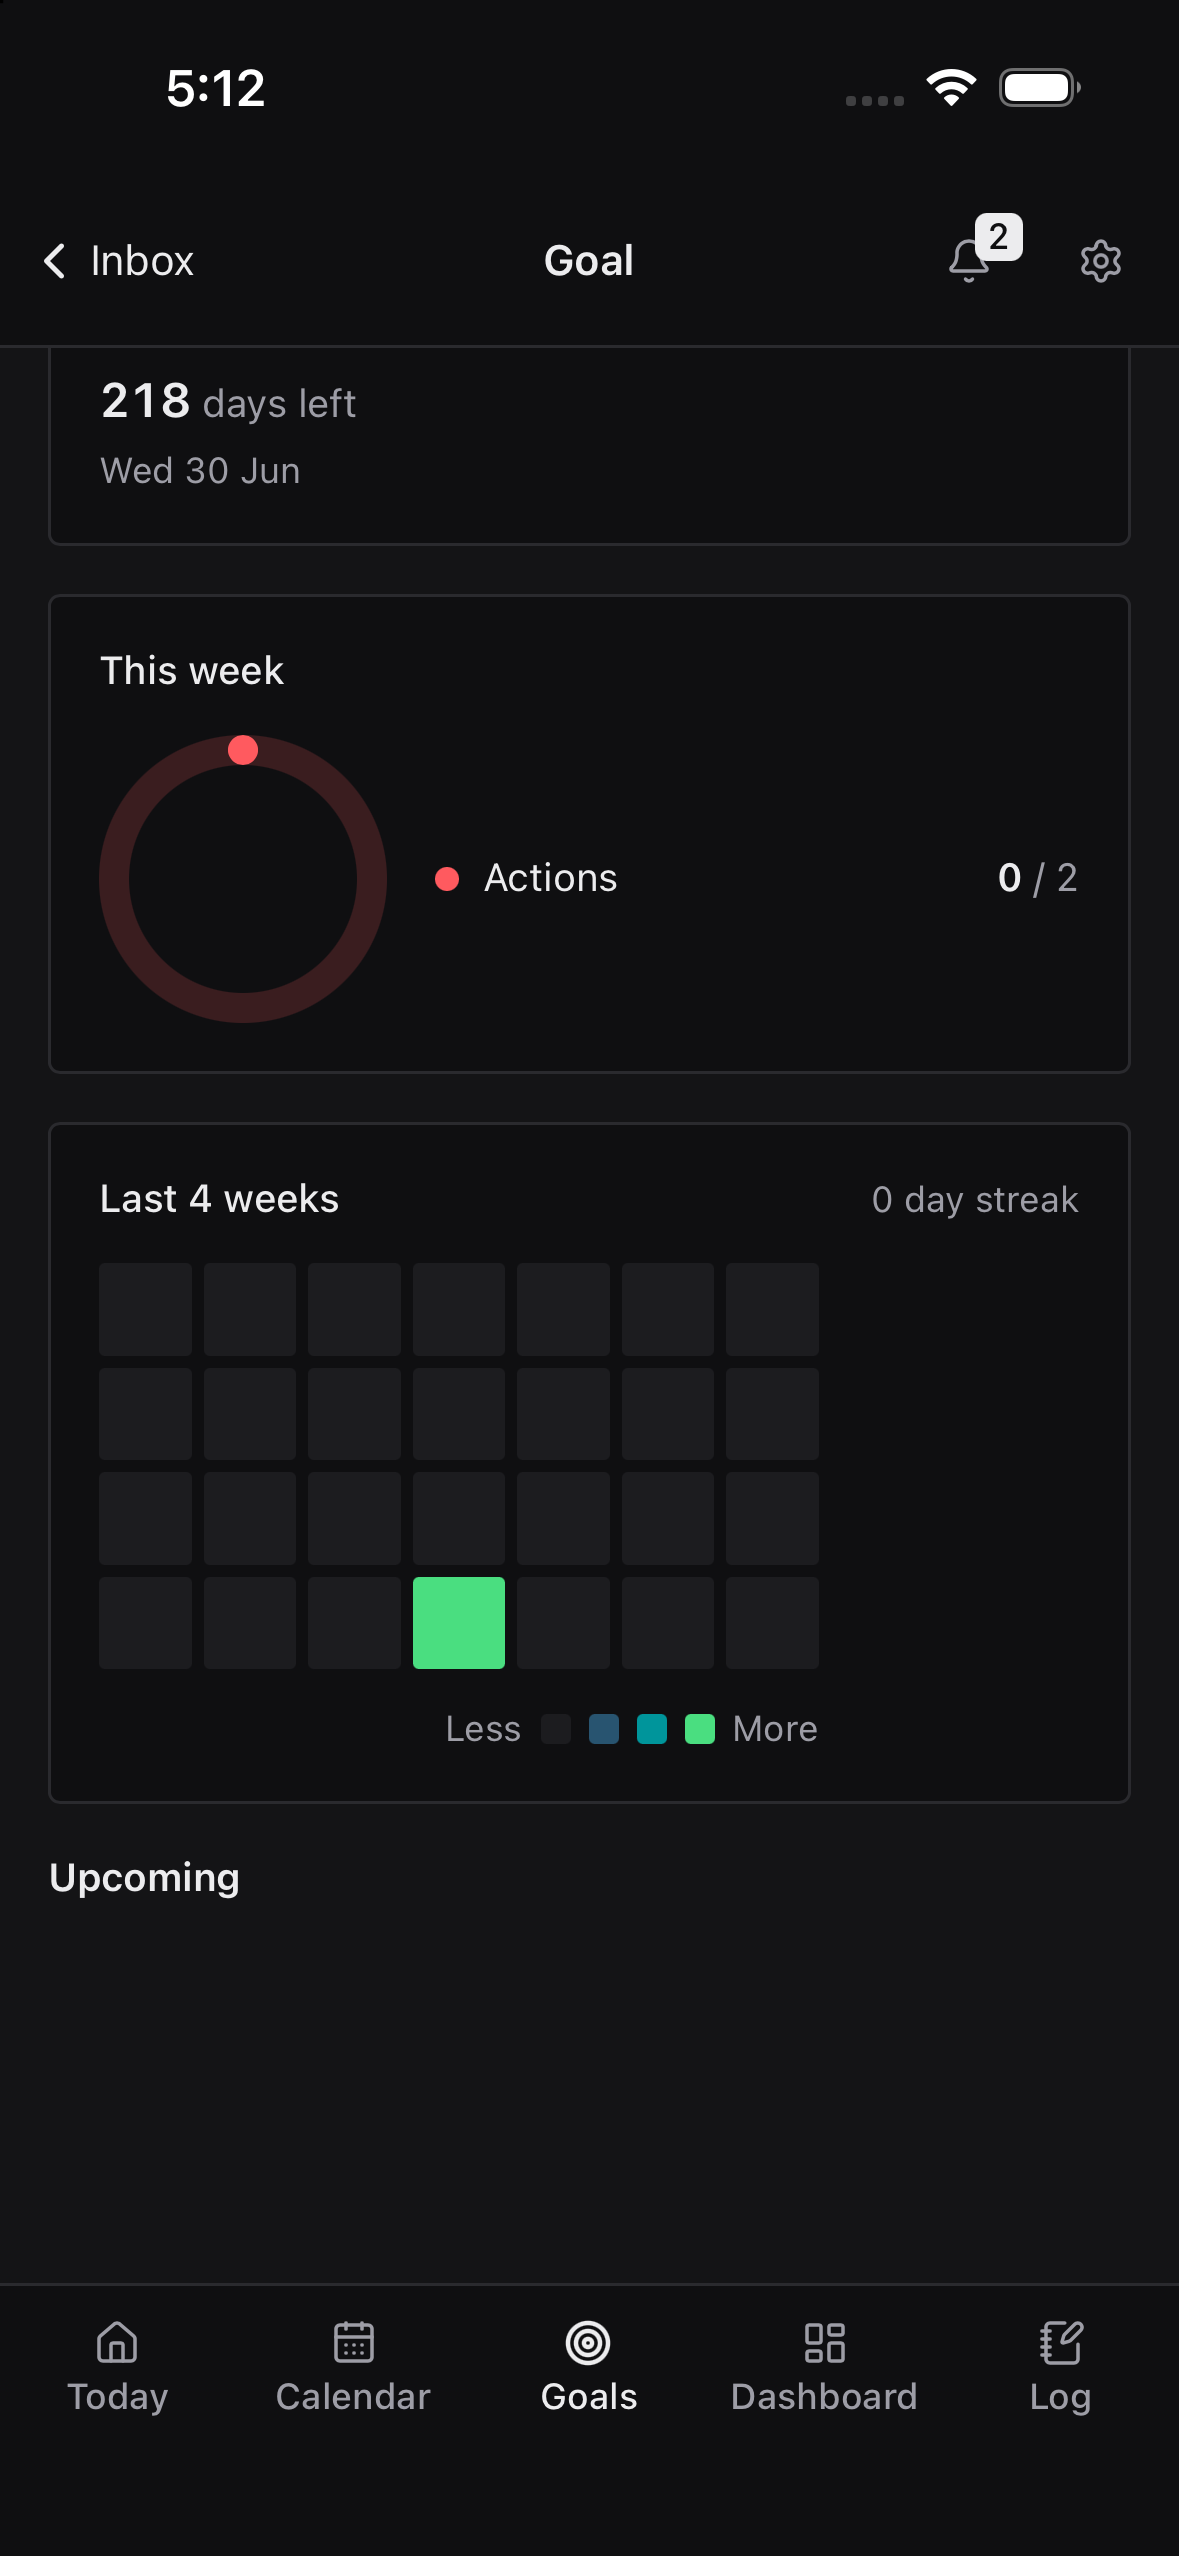 5:12
Inbox
Goal
2
218 days left
Wed 30 Jun
This week
Actions
0 / 2
Last 4 weeks
0 day streak
Less
More
Upcoming
Today
Calendar
Goals
Dashboard
Log